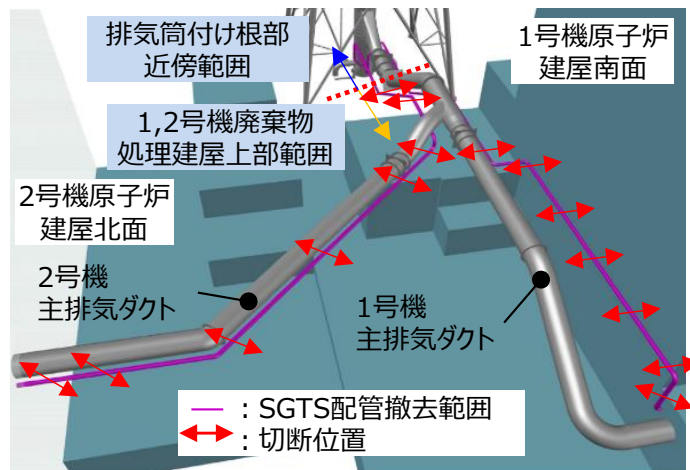 排気筒付け根部
近傍範囲
1号機原子炉
建屋南面
1,2号機廃棄物
処理建屋上部範囲
2号機原子炉
建屋北面
2号機
主排気ダクト
1号機
主排気ダクト
：SGTS配管撤去範囲
：切断位置